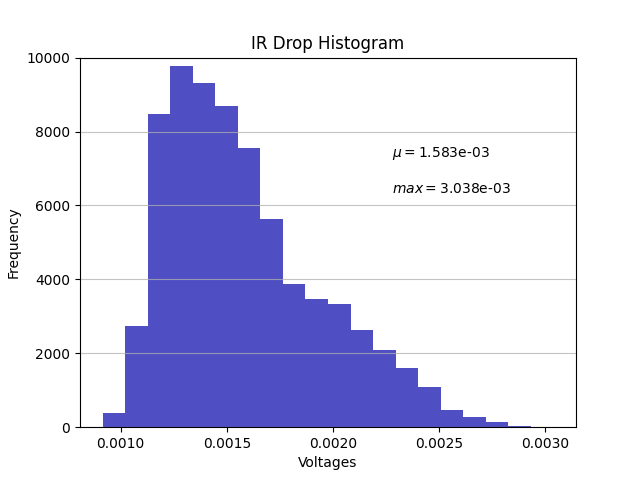 IR Drop Histogram
10000
8000
6000
4000
2000
0
Frequency
μ = 1.583e-03
max = 3.038e-03
0.0010 0.0015 0.0020 0.0025 0.0030
Voltages